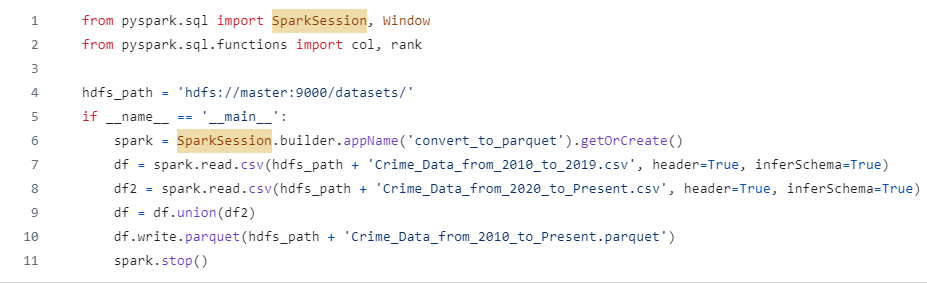 1 from pyspark.sql import SparkSession, Window
2 from pyspark.sql.functions import col, rank
3
4 hdfs_path = 'hdfs://master:9000/datasets/'
5 if __name__ == '__main__':
6     spark = SparkSession.builder.appName('convert_to_parquet').getOrCreate()
7     df = spark.read.csv(hdfs_path + 'Crime_Data_from_2010_to_2019.csv', header=True, inferSchema=True)
8     df2 = spark.read.csv(hdfs_path + 'Crime_Data_from_2020_to_Present.csv', header=True, inferSchema=True)
9     df = df.union(df2)
10     df.write.parquet(hdfs_path + 'Crime_Data_from_2010_to_Present.parquet')
11     spark.stop()